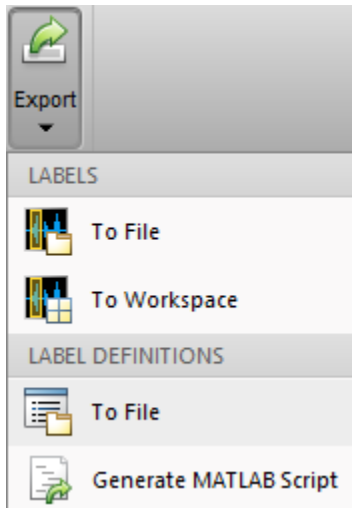 Export
LABELS
To File
To Workspace
LABEL DEFINITIONS
To File
Generate MATLAB Script